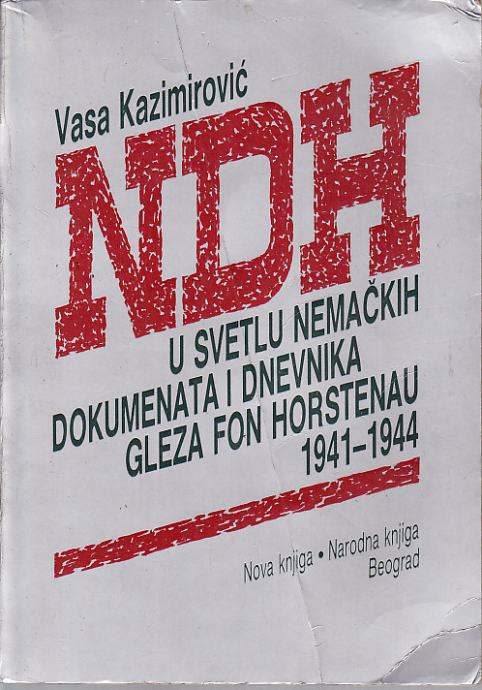 Vasa Kazimirović
NDH
U SVETLU NEMAČKIH
DOKUMENATA I DNEVNIKA
GLEZA FON HORSTENAU
1941–1944
Nova knjiga • Narodna knjiga
Beograd